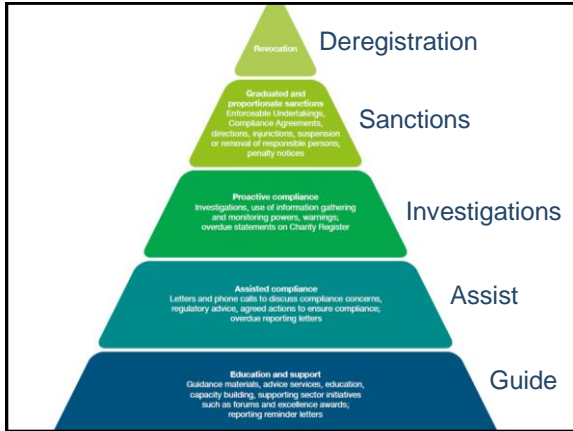 Revocation
Deregistration
Graduated and
proportionate sanctions
Enforceable Undertakings,
Compliance Agreements,
directions, injunctions, suspension
or removal of responsible persons;
penalty notices
Sanctions
Proactive compliance
Investigations, use of information gathering
and monitoring powers, warnings;
overdue statements on Charity Register
Investigations
Assisted compliance
Letters and phone calls to discuss compliance concerns,
regulatory advice, agreed actions to ensure compliance;
overdue reporting letters
Assist
Education and support
Guidance materials, advice services, education,
capacity building, supporting sector initiatives
such as forums and excellence awards;
reporting reminder letters
Guide